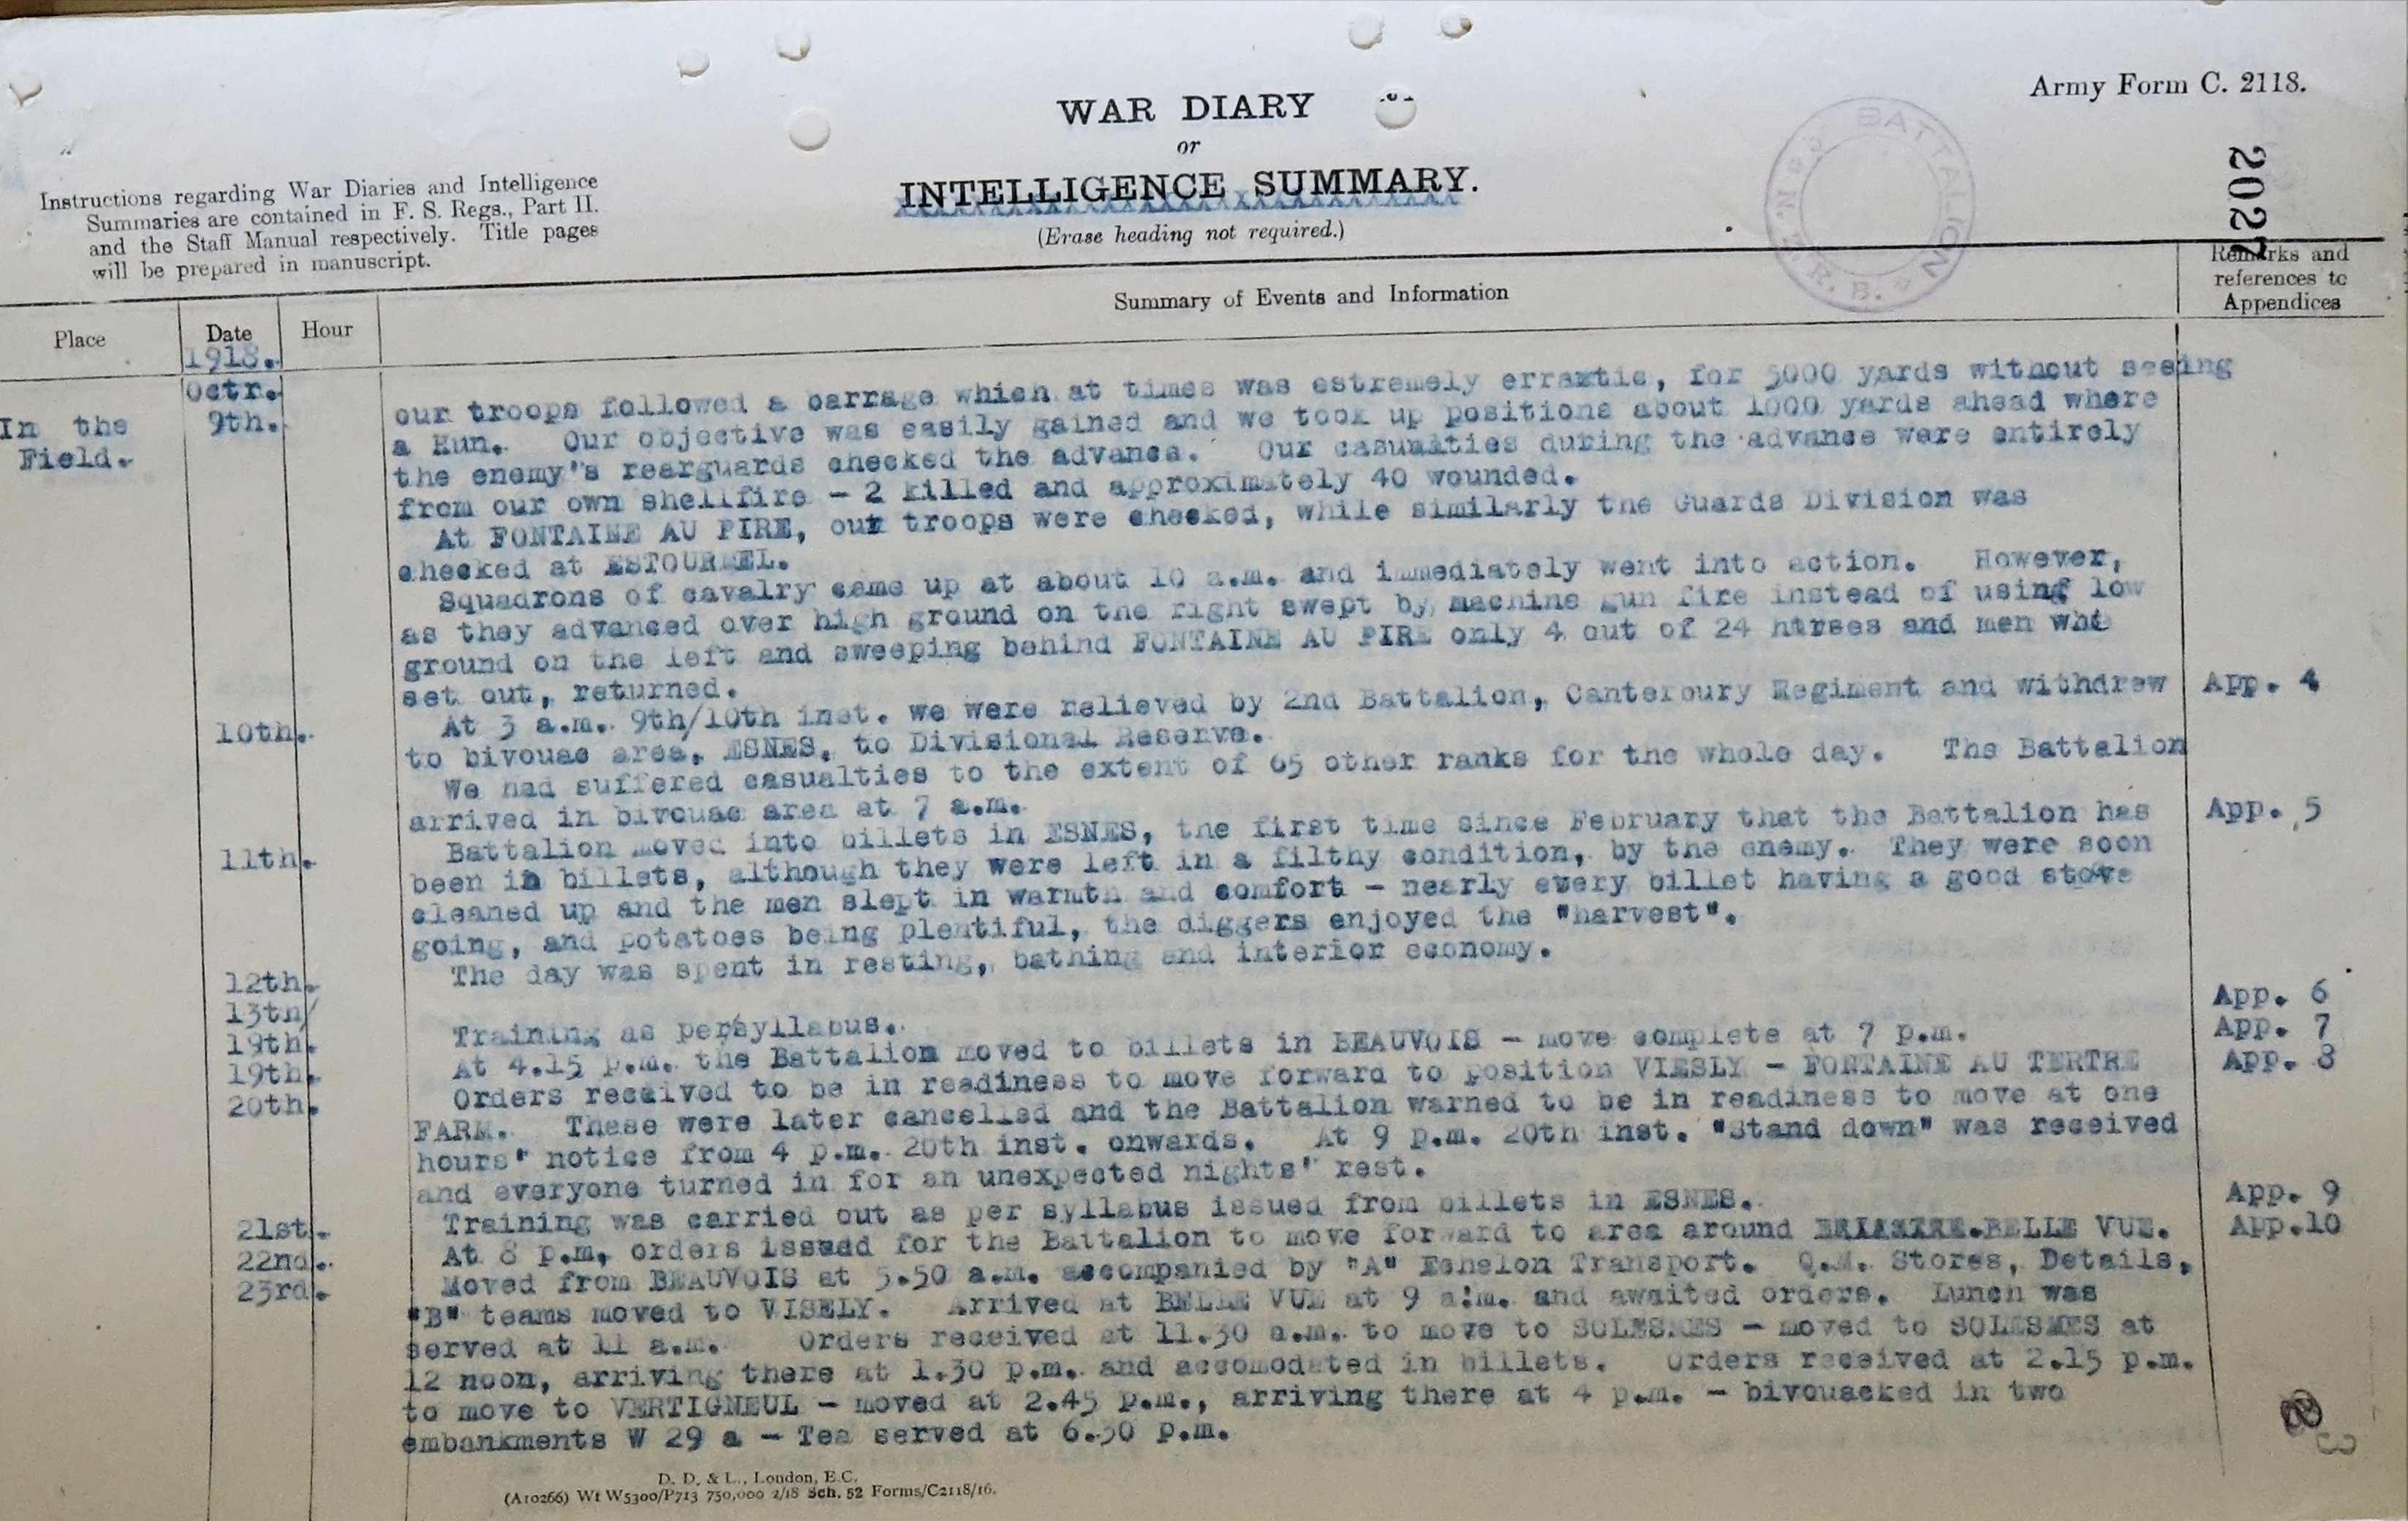 Army Form C. 2118.
WAR DIARY
or
INTELLIGENCE SUMMARY.
(Erase heading not required.)
Instructions regarding War Diaries and Intelligence
Summaries are contained in F. S. Regs., Part II.
and the Staff Manual respectively. Title pages
will be prepared in manuscript.
BATTALION
R. B.
2027
Place
Date
Hour
Summary of Events and Information
Remarks and
references to
Appendices
1918.
Octr.
In the
Field.
9th.
our troops followed a barrage which at times was estremely erraxtic, for 5000 yards without seeing
a Hun. Our objective was easily gained and we took up positions about 1000 yards ahead where
the enemy's rearguards checked the advance. Our casualties during the advance were entirely
from our own shellfire - 2 killed and approximately 40 wounded.
At FONTAINE AU PIRE, our troops were checked, while similarly the Guards Division was
checked at ESTOURMEL.
Squadrons of cavalry came up at about 10 a.m. and immediately went into action. However,
as they advanced over high ground on the right swept by machine gun fire instead of using low
ground on the left and sweeping behind FONTAINE AU PIRE only 4 out of 24 horses and men who
set out, returned.
10th. At 3 a.m. 9th/10th inst. we were relieved by 2nd Battalion, Canterbury Regiment and withdrew App. 4
to bivouac area, ESNES, to Divisional Reserve.
We had suffered casualties to the extent of 65 other ranks for the whole day. The Battalion
arrived in bivouac area at 7 a.m.
11th. Battalion moved into billets in ESNES, the first time since February that the Battalion has App. 5
been in billets, although they were left in a filthy condition, by the enemy. They were soon
cleaned up and the men slept in warmth and comfort - nearly every billet having a good stove
going, and potatoes being plentiful, the diggers enjoyed the "harvest".
12th. The day was spent in resting, bathing and interior economy.
13th/
19th. Training as per syllabus. App. 6
19th. At 4.15 p.m. the Battalion moved to billets in BEAUVOIS - move complete at 7 p.m. App. 7
20th. Orders received to be in readiness to move forward to position VIESLY - FONTAINE AU TERTRE App. 8
FARM. These were later cancelled and the Battalion warned to be in readiness to move at one
hours' notice from 4 p.m. 20th inst. onwards. At 9 p.m. 20th inst. "Stand down" was received
and everyone turned in for an unexpected nights' rest.
21st. Training was carried out as per syllabus issued from billets in ESNES. App. 9
22nd. At 8 p.m, orders issued for the Battalion to move forward to area around BELLE VUE. App.10
23rd. Moved from BEAUVOIS at 5.50 a.m. accompanied by "A" Echelon Transport. Q.M. Stores, Details,
"B" teams moved to VISELY. Arrived at BELLE VUE at 9 a.m. and awaited orders. Lunch was
served at 11 a.m. Orders received at 11.30 a.m. to move to SOLESMES - moved to SOLESMES at
12 noon, arriving there at 1.30 p.m. and accomodated in billets. Orders received at 2.15 p.m.
to move to VERTIGNEUL - moved at 2.45 p.m., arriving there at 4 p.m. - bivouacked in two
embankments W 29 a - Tea served at 6.30 p.m.
D. D. & L., London, E.C.
(A10266) Wt W5300/P713 750,000 2/18 Sch. 52 Forms/C2118/16.